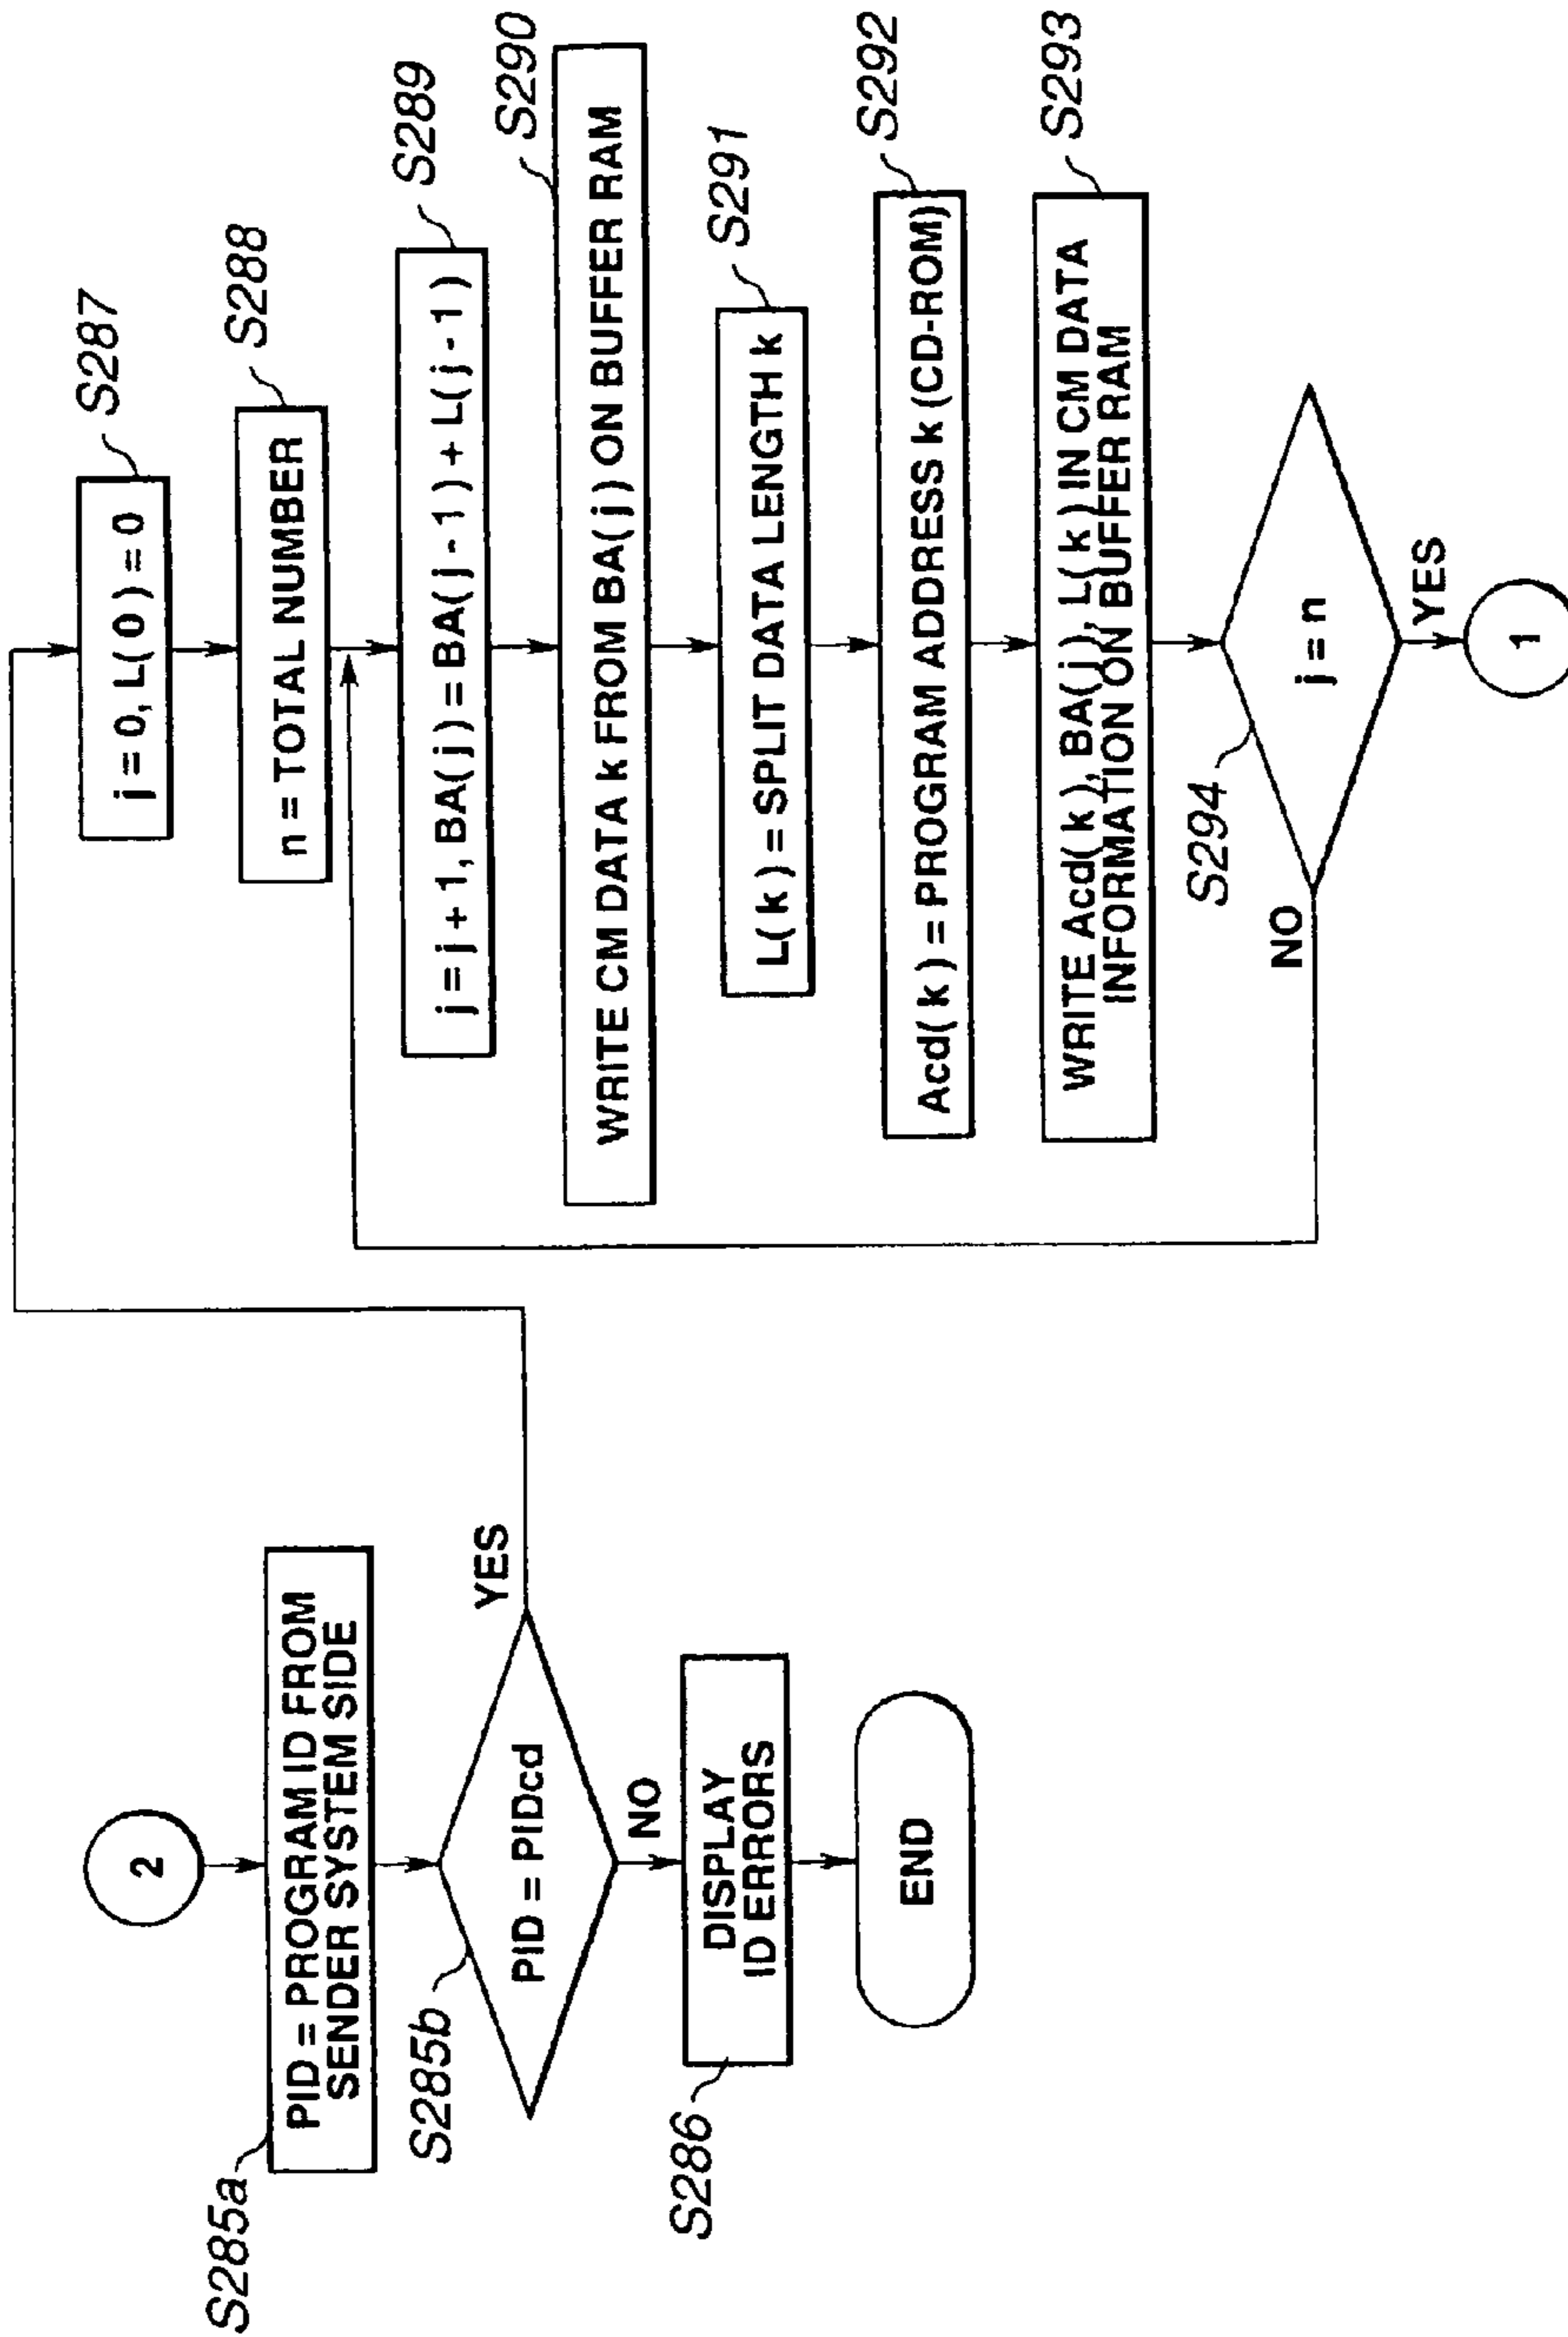 2
S285a
PID = PROGRAM ID FROM
SENDER SYSTEM SIDE
S285b
PID = PIDcd
YES
NO
S286
DISPLAY
ID ERRORS
END
S287
j = 0, L( 0 ) = 0
S288
n = TOTAL NUMBER
S289
j = j + 1, BA( j ) = BA( j - 1 ) + L( j - 1 )
S290
WRITE CM DATA k FROM BA( j ) ON BUFFER RAM
S291
L( k ) = SPLIT DATA LENGTH k
S292
Acd( k ) = PROGRAM ADDRESS k (CD-ROM)
S293
WRITE Acd( k ), BA( j ), L( k ) IN CM DATA
INFORMATION ON BUFFER RAM
S294
j = n
NO
YES
1